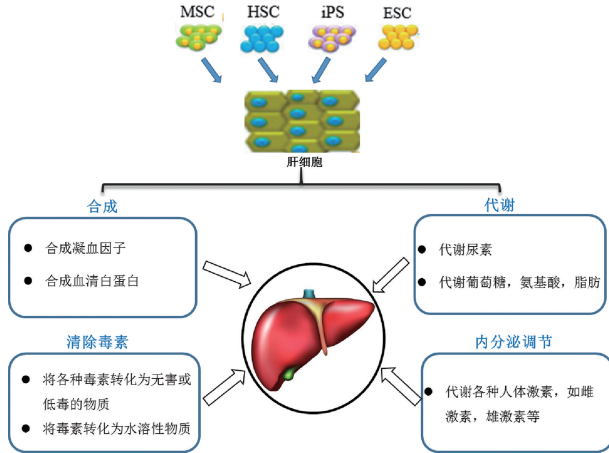 MSC HSC iPS ESC
肝细胞
合成
● 合成凝血因子
● 合成血清白蛋白
代谢
● 代谢尿素
● 代谢葡萄糖，氨基酸，脂肪
清除毒素
● 将各种毒素转化为无害或
低毒的物质
● 将毒素转化为水溶性物质
内分泌调节
● 代谢各种人体激素，如雌
激素，雄激素等